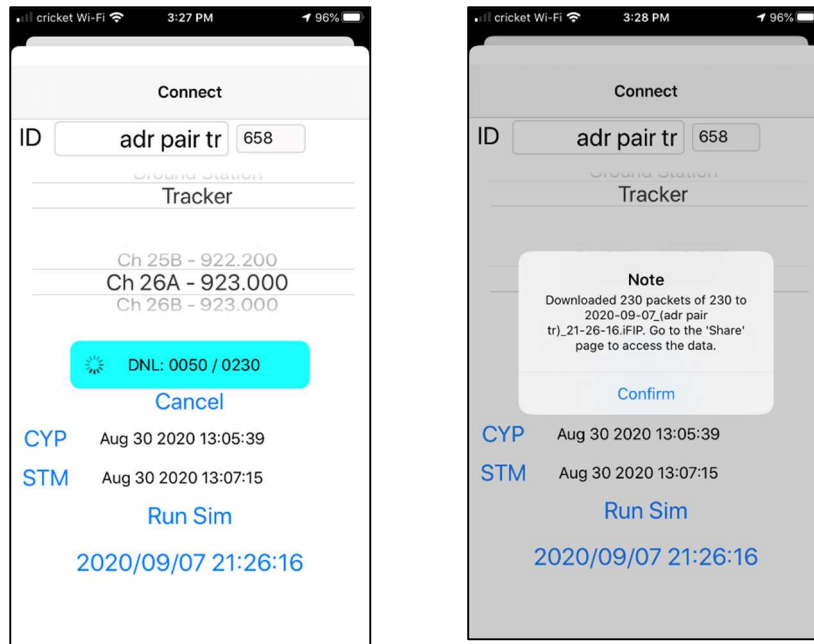 cricket Wi-Fi 3:27 PM 96%
Connect
ID adr pair tr 658
Ground Station
Tracker
Ch 25B - 922.200
Ch 26A - 923.000
Ch 26B - 923.000
DNL: 0050 / 0230
Cancel
CYP Aug 30 2020 13:05:39
STM Aug 30 2020 13:07:15
Run Sim
2020/09/07 21:26:16
cricket Wi-Fi 3:28 PM 96%
Connect
ID adr pair tr 658
Ground Station
Tracker
Note
Downloaded 230 packets of 230 to
2020-09-07_(adr pair
tr)_21-26-16.iFIP. Go to the 'Share'
page to access the data.
Confirm
CYP Aug 30 2020 13:05:39
STM Aug 30 2020 13:07:15
Run Sim
2020/09/07 21:26:16